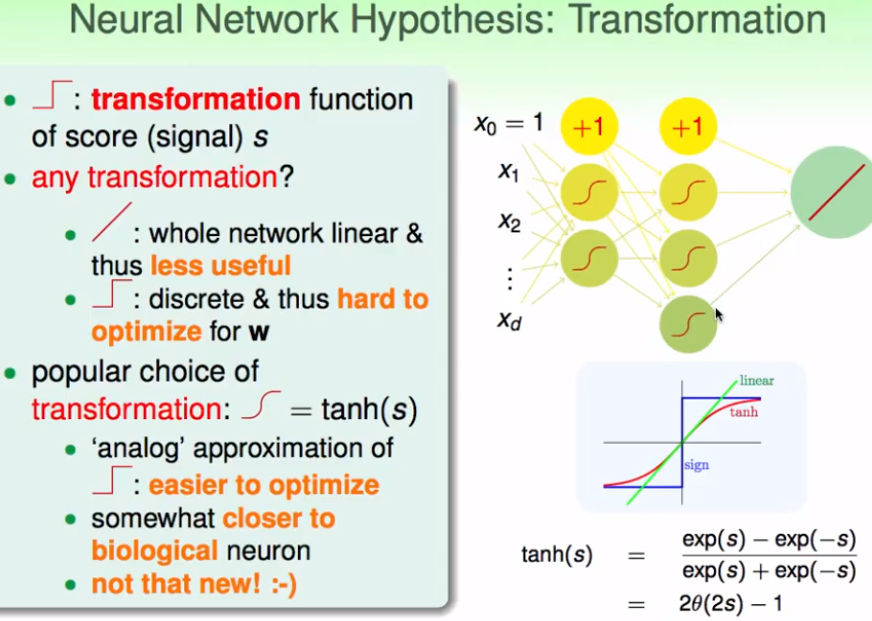 Neural Network Hypothesis: Transformation
• : transformation function
of score (signal) s
• any transformation?
• : whole network linear &
thus less useful
• : discrete & thus hard to
optimize for w
• popular choice of
transformation: = tanh(s)
• ‘analog’ approximation of
: easier to optimize
• somewhat closer to
biological neuron
• not that new! :-)
x₀ = 1
+1
+1
x₁
x₂
⋮
x_d
linear
tanh
sign
tanh(s) = exp(s) − exp(−s)
exp(s) + exp(−s)
= 2θ(2s) − 1